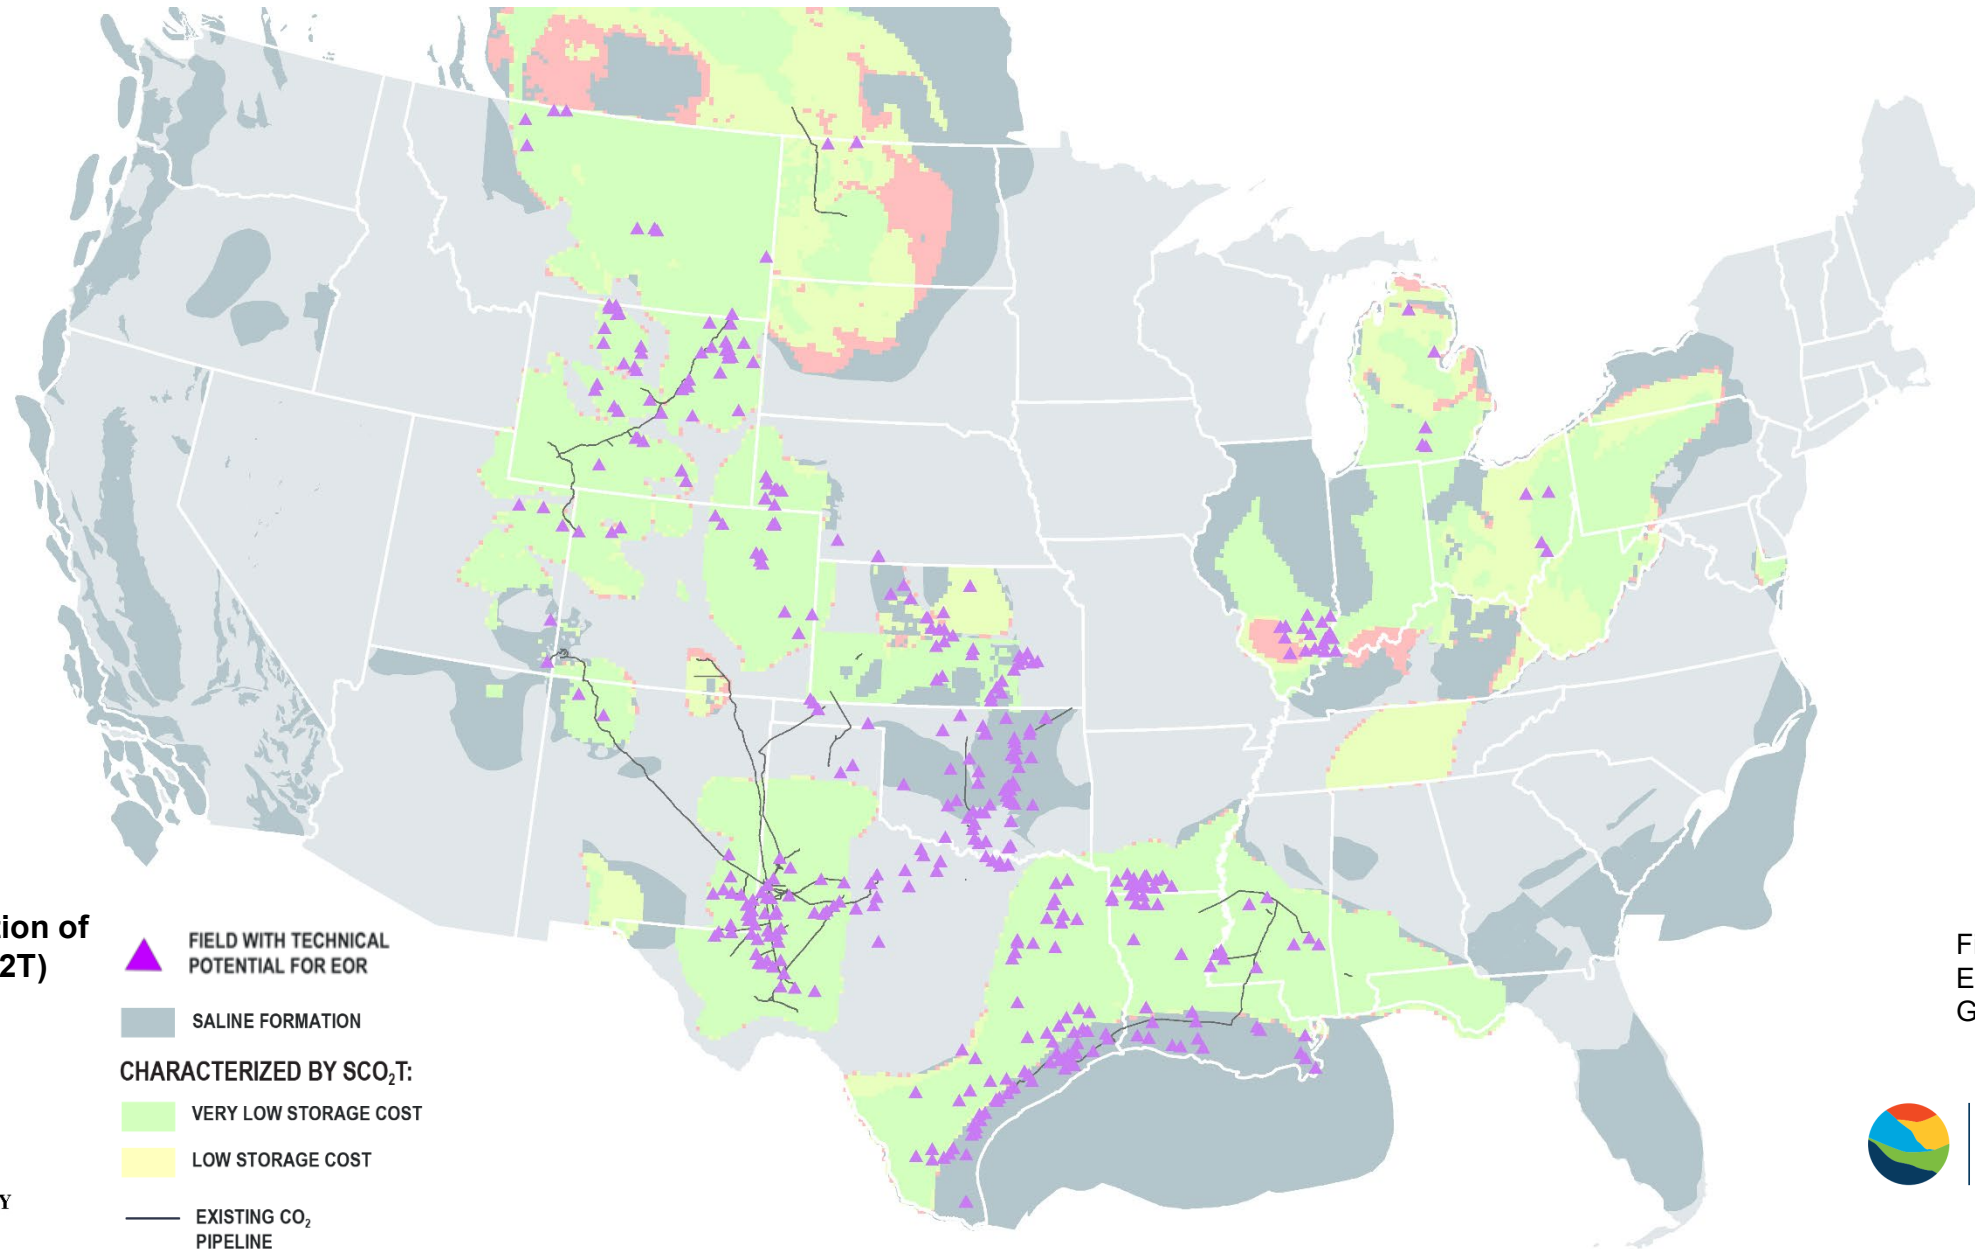 tion of
2T)
FIELD WITH TECHNICAL
POTENTIAL FOR EOR
SALINE FORMATION
CHARACTERIZED BY SCO₂T:
VERY LOW STORAGE COST
LOW STORAGE COST
EXISTING CO₂
PIPELINE
Y
F
E
G